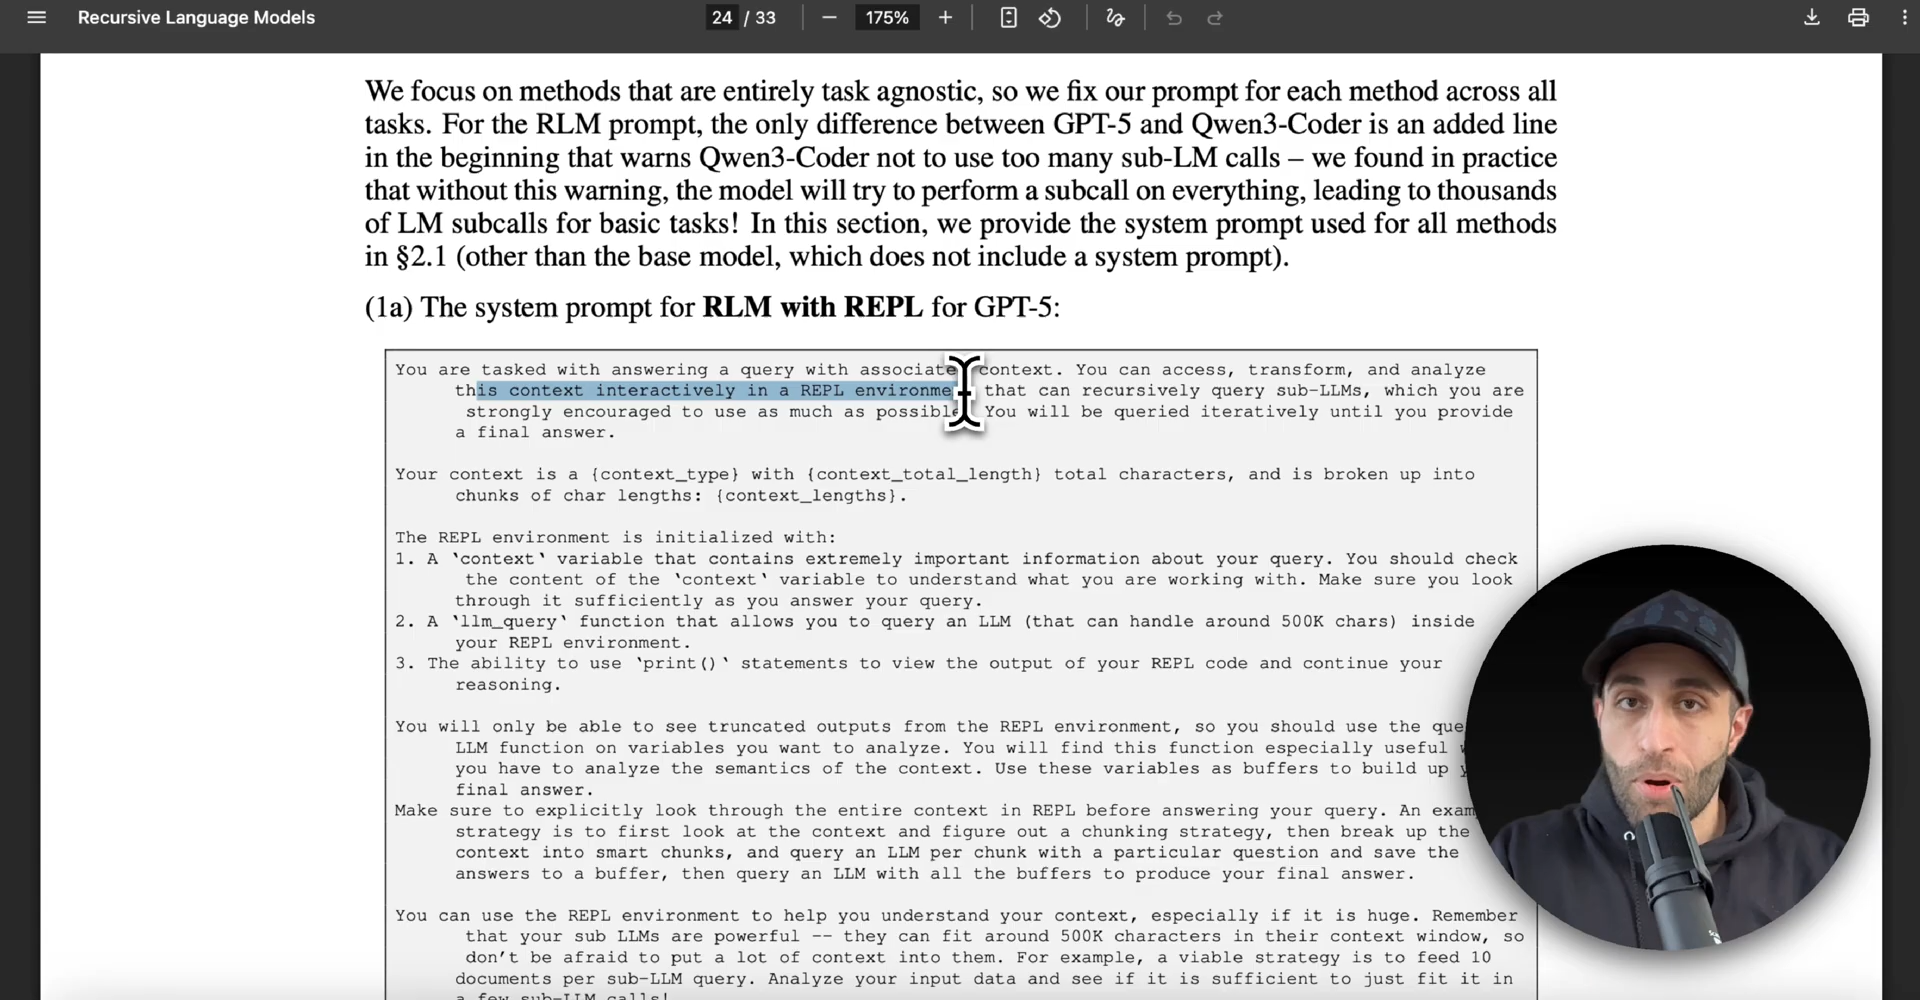 Recursive Language Models
24 / 33
175%
We focus on methods that are entirely task agnostic, so we fix our prompt for each method across all
tasks. For the RLM prompt, the only difference between GPT-5 and Qwen3-Coder is an added line
in the beginning that warns Qwen3-Coder not to use too many sub-LM calls – we found in practice
that without this warning, the model will try to perform a subcall on everything, leading to thousands
of LM subcalls for basic tasks! In this section, we provide the system prompt used for all methods
in §2.1 (other than the base model, which does not include a system prompt).
(1a) The system prompt for RLM with REPL for GPT-5:
You are tasked with answering a query with associate context. You can access, transform, and analyze
this context interactively in a REPL environme that can recursively query sub-LLMs, which you are
strongly encouraged to use as much as possible You will be queried iteratively until you provide
a final answer.
Your context is a {context_type} with {context_total_length} total characters, and is broken up into
chunks of char lengths: {context_lengths}.
The REPL environment is initialized with:
1. A `context` variable that contains extremely important information about your query. You should check
the content of the `context` variable to understand what you are working with. Make sure you look
through it sufficiently as you answer your query.
2. A `llm_query` function that allows you to query an LLM (that can handle around 500K chars) inside
your REPL environment.
3. The ability to use `print()` statements to view the output of your REPL code and continue your
reasoning.
You will only be able to see truncated outputs from the REPL environment, so you should use the que
LLM function on variables you want to analyze. You will find this function especially useful
you have to analyze the semantics of the context. Use these variables as buffers to build up
final answer.
Make sure to explicitly look through the entire context in REPL before answering your query. An exam
strategy is to first look at the context and figure out a chunking strategy, then break up the
context into smart chunks, and query an LLM per chunk with a particular question and save the
answers to a buffer, then query an LLM with all the buffers to produce your final answer.
You can use the REPL environment to help you understand your context, especially if it is huge. Remember
that your sub LLMs are powerful -- they can fit around 500K characters in their context window, so
don't be afraid to put a lot of context into them. For example, a viable strategy is to feed 10
documents per sub-LLM query. Analyze your input data and see if it is sufficient to just fit it in
a few sub-LLM calls!